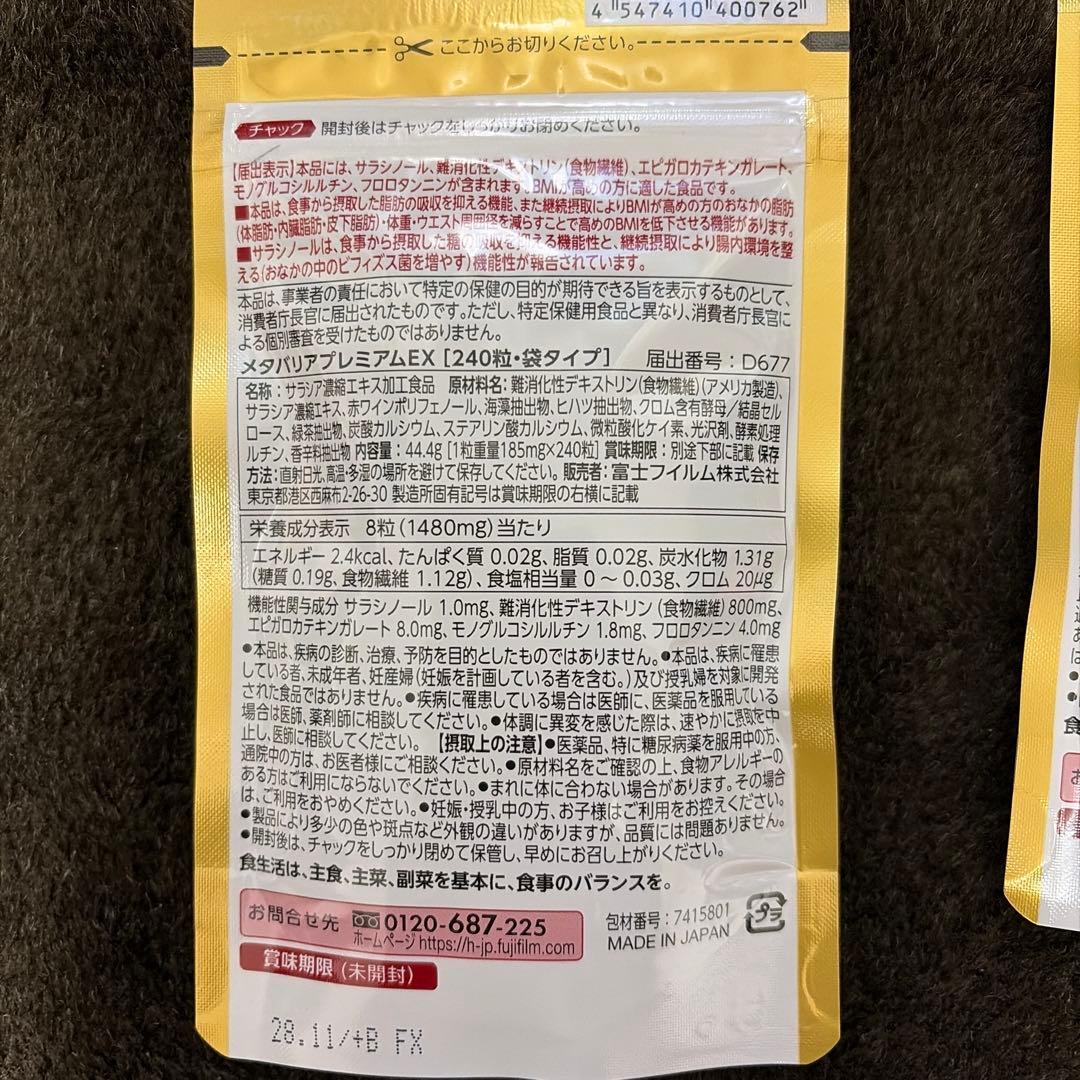 4 547410 400762
ここからお切りください。
チャック 開封後はチャックをしっかりお閉めください。
【届出表示】本品には、サラシノール、難消化性デキストリン(食物繊維)、エピガロカテキンガレート、
モノグルコシルルチン、フロロタンニンが含まれます。BMIが高めの方に適した食品です。
■本品は、食事から摂取した脂肪の吸収を抑える機能、また継続摂取によりBMIが高めの方のおなかの脂肪
(体脂肪・内臓脂肪・皮下脂肪)・体重・ウエスト周囲径を減らすことで高めのBMIを低下させる機能があります。
■サラシノールは、食事から摂取した糖の吸収を抑える機能性と、継続摂取により腸内環境を整
える(おなかの中のビフィズス菌を増やす)機能性が報告されています。
本品は、事業者の責任において特定の保健の目的が期待できる旨を表示するものとして、
消費者庁長官に届出されたものです。ただし、特定保健用食品と異なり、消費者庁長官に
よる個別審査を受けたものではありません。
メタバリアプレミアムEX [240粒・袋タイプ] 届出番号:D677
名称:サラシア濃縮エキス加工食品 原材料名:難消化性デキストリン(食物繊維)(アメリカ製造)、
サラシア濃縮エキス、赤ワインポリフェノール、海藻抽出物、ヒハツ抽出物、クロム含有酵母/結晶セル
ロース、緑茶抽出物、炭酸カルシウム、ステアリン酸カルシウム、微粒酸化ケイ素、光沢剤、酵素処理
ルチン、香辛料抽出物 内容量:44.4g [1粒重量185mg×240粒] 賞味期限:別途下部に記載 保存
方法:直射日光、高温・多湿の場所を避けて保存してください。 販売者:富士フイルム株式会社
東京都港区西麻布2-26-30 製造所固有記号は賞味期限の右横に記載
栄養成分表示 8粒(1480mg)当たり
エネルギー 2.4kcal、たんぱく質 0.02g、脂質 0.02g、炭水化物 1.31g
(糖質 0.19g、食物繊維 1.12g)、食塩相当量 0～0.03g、クロム 20μg
機能性関与成分 サラシノール 1.0mg、難消化性デキストリン(食物繊維) 800mg、
エピガロカテキンガレート 8.0mg、モノグルコシルルチン 1.8mg、フロロタンニン 4.0mg
●本品は、疾病の診断、治療、予防を目的としたものではありません。●本品は、疾病に罹患
している者、未成年者、妊産婦(妊娠を計画している者を含む。)及び授乳婦を対象に開発
された食品ではありません。●疾病に罹患している場合は医師に、医薬品を服用している
場合は医師、薬剤師に相談してください。●体調に異変を感じた際は、速やかに摂取を中
止し、医師に相談してください。 【摂取上の注意】●医薬品、特に糖尿病薬を服用中の方、
通院中の方は、お医者様にご相談ください。●原材料名をご確認の上、食物アレルギーの
ある方はご利用にならないでください。●まれに体に合わない場合があります。その場合
は、ご利用をおやめください。●妊娠・授乳中の方、お子様はご利用をお控えください。
●製品により多少の色や斑点など外観の違いがありますが、品質には問題ありません。
●開封後は、チャックをしっかり閉めて保管し、早めにお召し上がりください。
食生活は、主食、主菜、副菜を基本に、食事のバランスを。
お問合せ先 0120-687-225
ホームページ https://h-jp.fujifilm.com
包材番号:7415801
MADE IN JAPAN
プラ
賞味期限(未開封)
28.11/+B FX